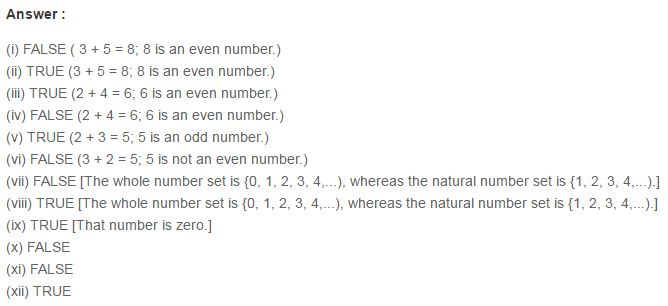 Answer :
(i) FALSE ( 3 + 5 = 8; 8 is an even number.)
(ii) TRUE (3 + 5 = 8; 8 is an even number.)
(iii) TRUE (2 + 4 = 6; 6 is an even number.)
(iv) FALSE (2 + 4 = 6; 6 is an even number.)
(v) TRUE (2 + 3 = 5; 5 is an odd number.)
(vi) FALSE (3 + 2 = 5; 5 is not an even number.)
(vii) FALSE [The whole number set is {0, 1, 2, 3, 4,...), whereas the natural number set is {1, 2, 3, 4,...).]
(viii) TRUE [The whole number set is {0, 1, 2, 3, 4,...), whereas the natural number set is {1, 2, 3, 4,...).]
(ix) TRUE [That number is zero.]
(x) FALSE
(xi) FALSE
(xii) TRUE